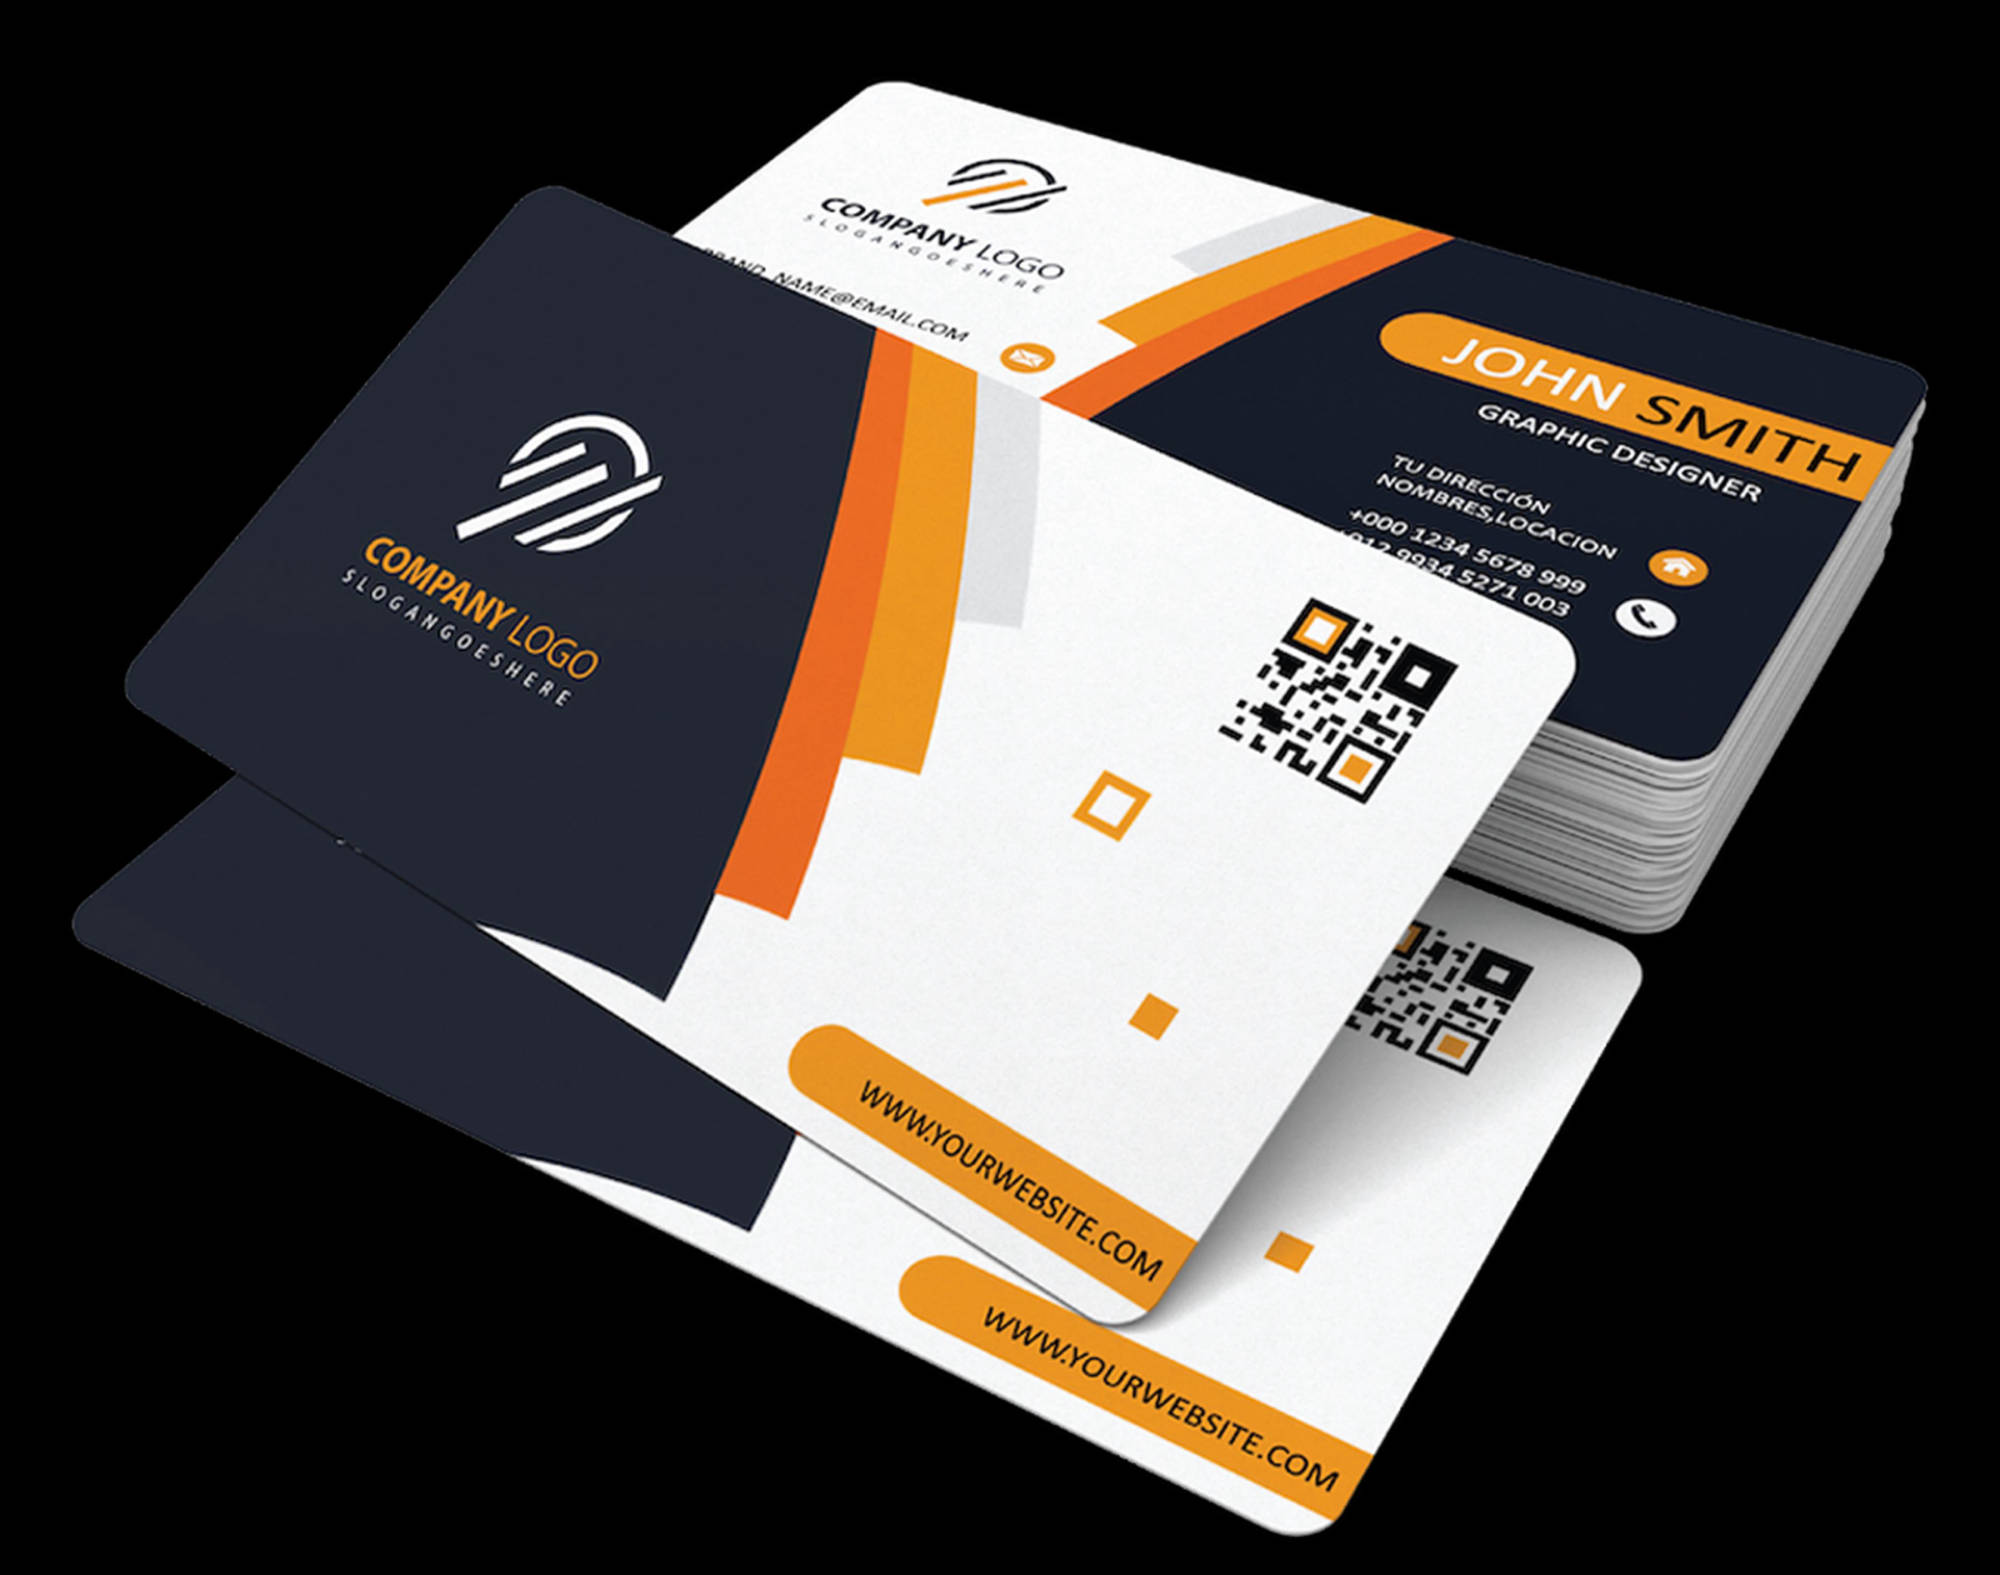 COMPANY LOGO
SLOGANGOESHERE
BRAND_NAME@EMAIL.COM
JOHN SMITH
GRAPHIC DESIGNER
TU DIRECCIÓN
NOMBRES,LOCACION
+000 1234 5678 999
+012 9934 5271 003
COMPANY LOGO
SLOGANGOESHERE
WWW.YOURWEBSITE.COM
WWW.YOURWEBSITE.COM